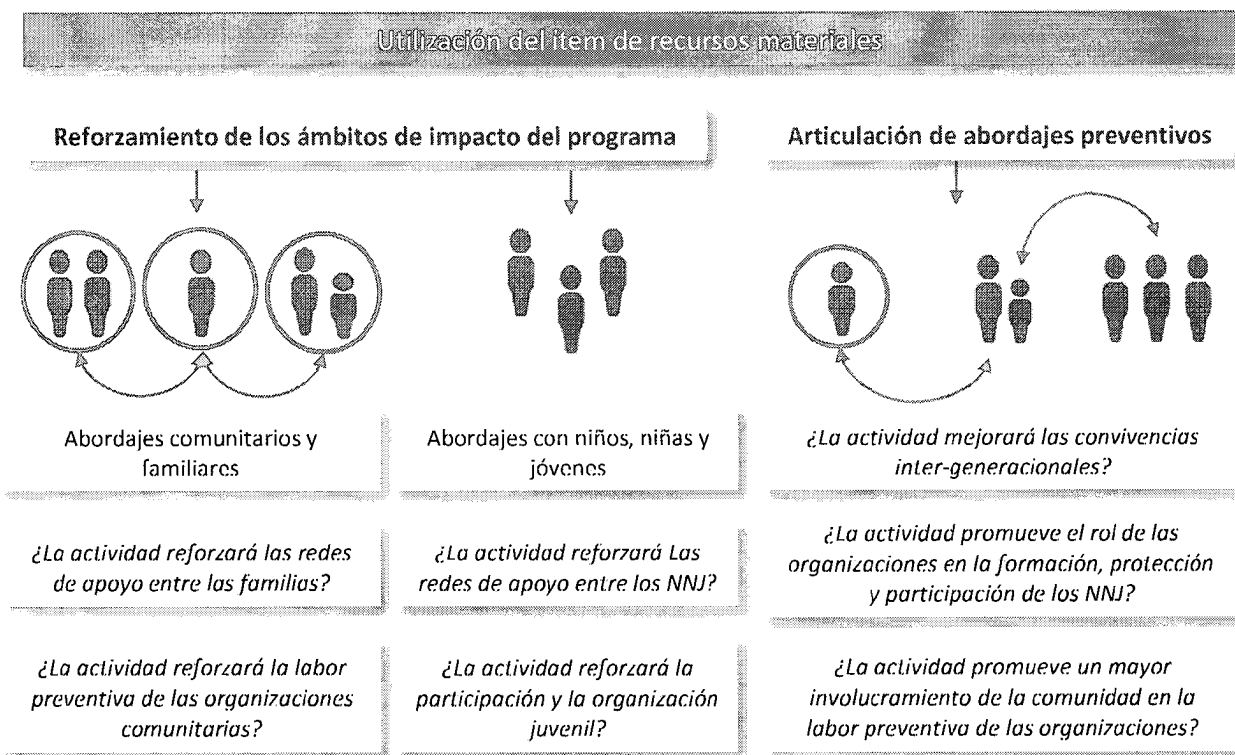 Utilización del item de recursos materiales
Reforzamiento de los ámbitos de impacto del programa
Articulación de abordajes preventivos
Abordajes comunitarios y
familiares
Abordajes con niños, niñas y
jóvenes
¿La actividad mejorará las convivencias
inter-generacionales?
¿La actividad reforzará las redes
de apoyo entre las familias?
¿La actividad reforzará Las
redes de apoyo entre los NNJ?
¿La actividad promueve el rol de las
organizaciones en la formación, protección
y participación de los NNJ?
¿La actividad reforzará la labor
preventiva de las organizaciones
comunitarias?
¿La actividad reforzará la
participación y la organización
juvenil?
¿La actividad promueve un mayor
involucramiento de la comunidad en la
labor preventiva de las organizaciones?